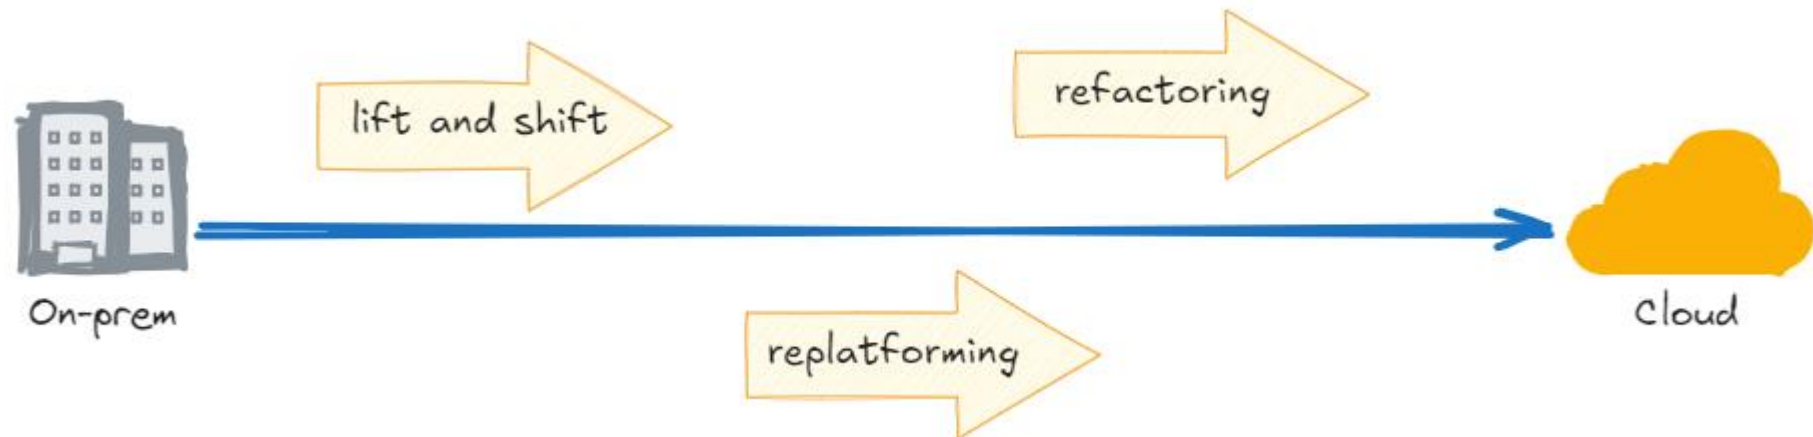 lift and shift
refactoring
On-prem
Cloud
replatforming